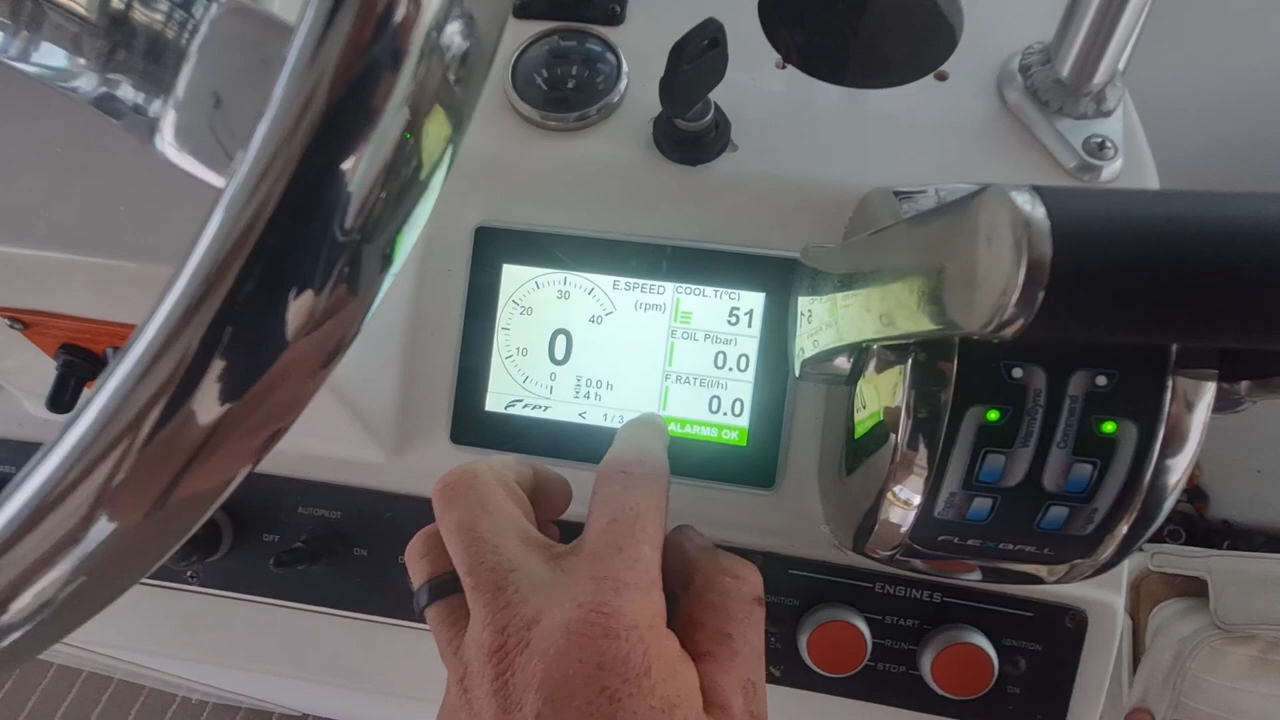 E.SPEED
(rpm)
0
10
20
30
40
0
0.0 h
4 h
FPT
< 1/3
COOL.T(°C)
51
E.OIL P(bar)
0.0
F.RATE(l/h)
0.0
ALARMS OK
WarmSync
Command
Engine
FLEXBALL
AUTOPILOT
OFF
ON
ENGINES
START
RUN
STOP
IGNITION
ON